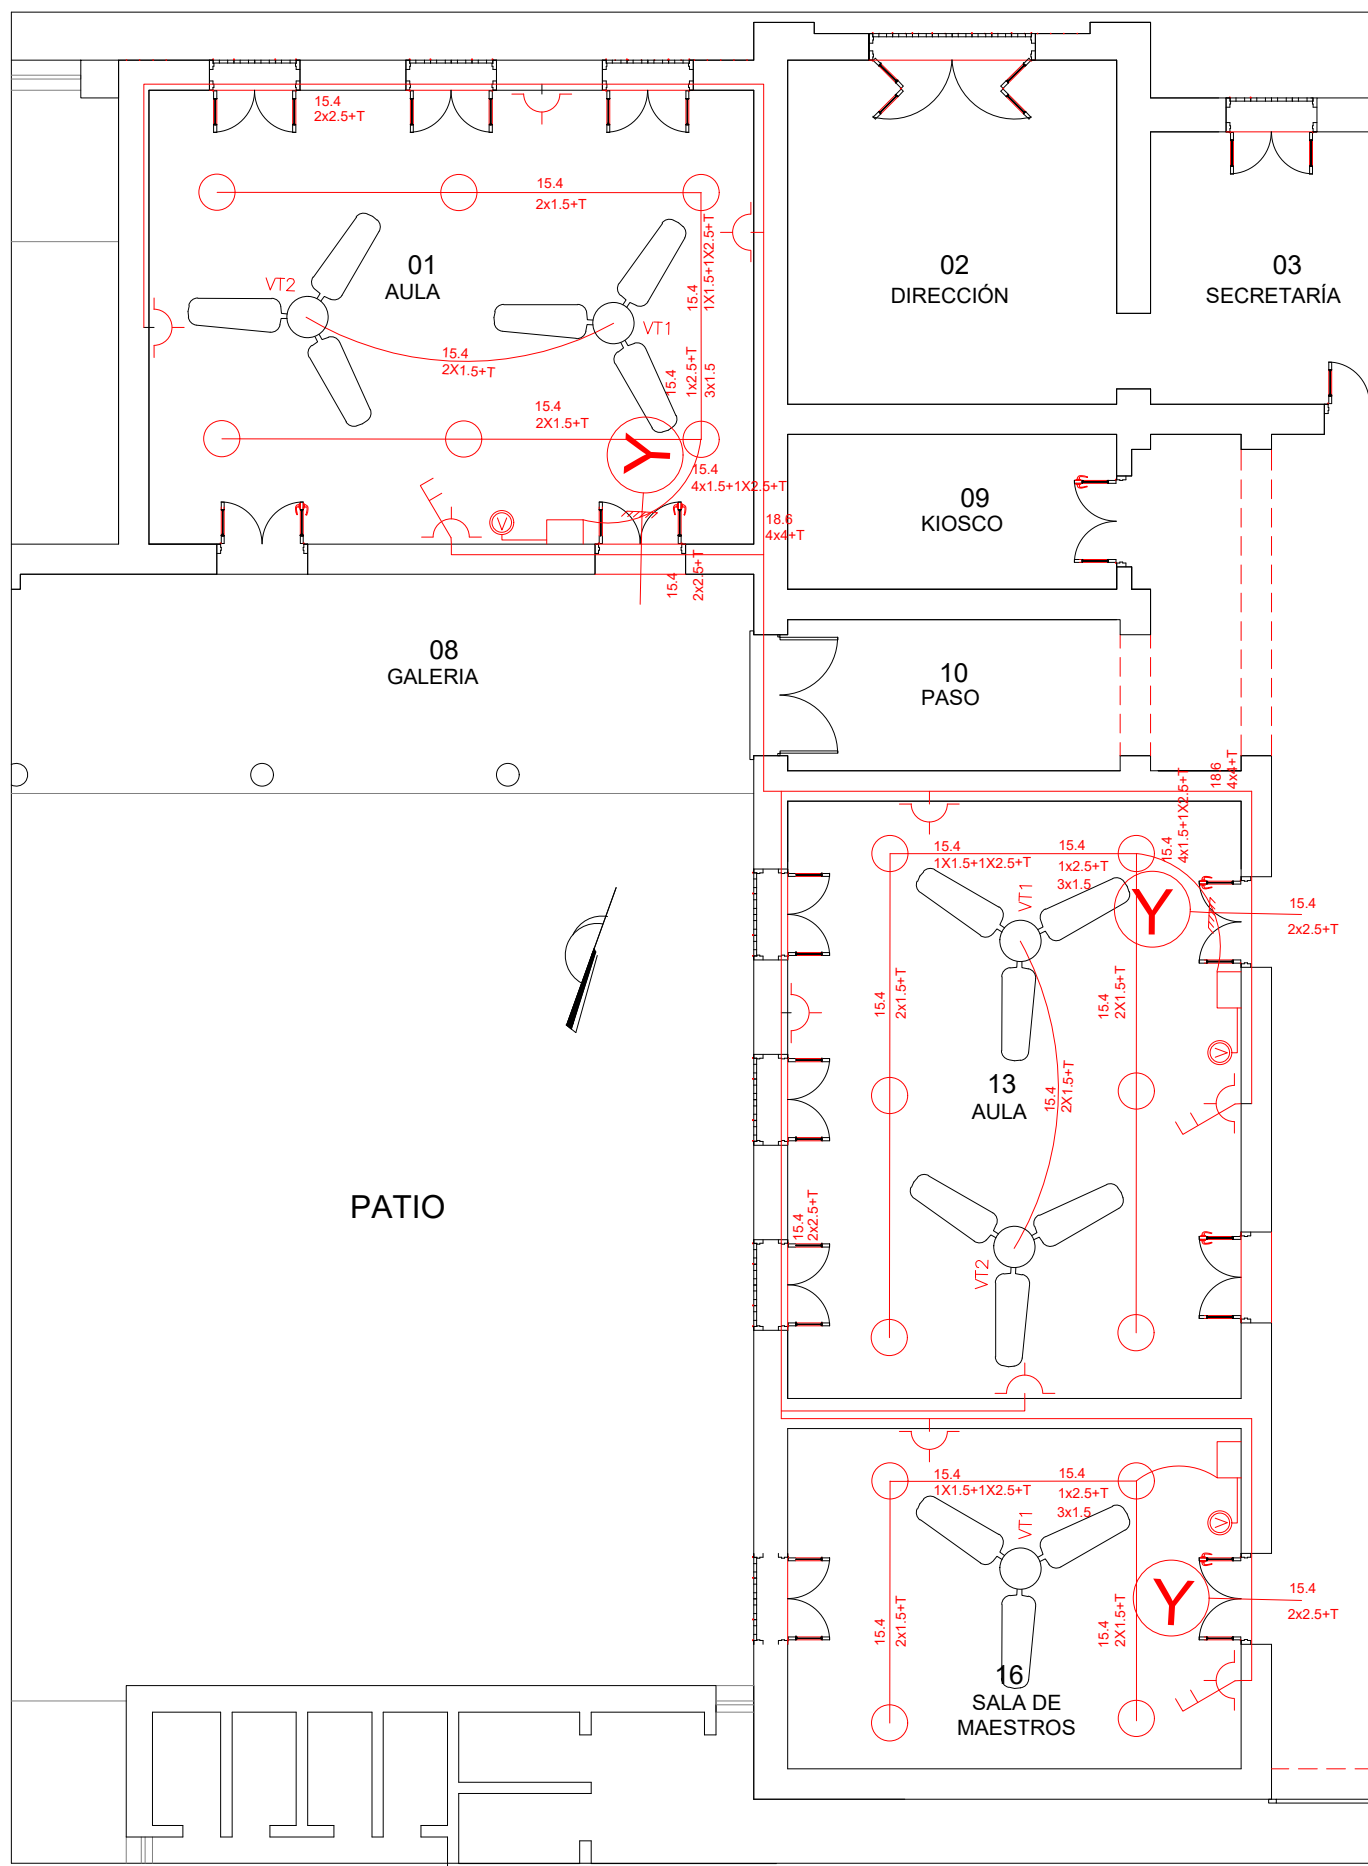 15.4
2x2.5+T
15.4
2x1.5+T
01
AULA
VT2
VT1
15.4
1X1.5+1X2.5+T
15.4
2X1.5+T
15.4
1x2.5+T
3x1.5
15.4
2X1.5+T
Y
15.4
4x1.5+1X2.5+T
V
18.6
4x4+T
15.4
2x2.5+T
02
DIRECCIÓN
03
SECRETARÍA
09
KIOSCO
08
GALERIA
10
PASO
18.6
4x4+T
15.4
4x1.5+1X2.5+T
15.4
1X1.5+1X2.5+T
15.4
1x2.5+T
3x1.5
VT1
Y
15.4
2x2.5+T
15.4
2x1.5+T
15.4
2X1.5+T
V
13
AULA
15.4
2X1.5+T
PATIO
15.4
2x2.5+T
VT2
15.4
1X1.5+1X2.5+T
15.4
1x2.5+T
3x1.5
VT1
V
Y
15.4
2x2.5+T
15.4
2x1.5+T
15.4
2X1.5+T
16
SALA DE
MAESTROS